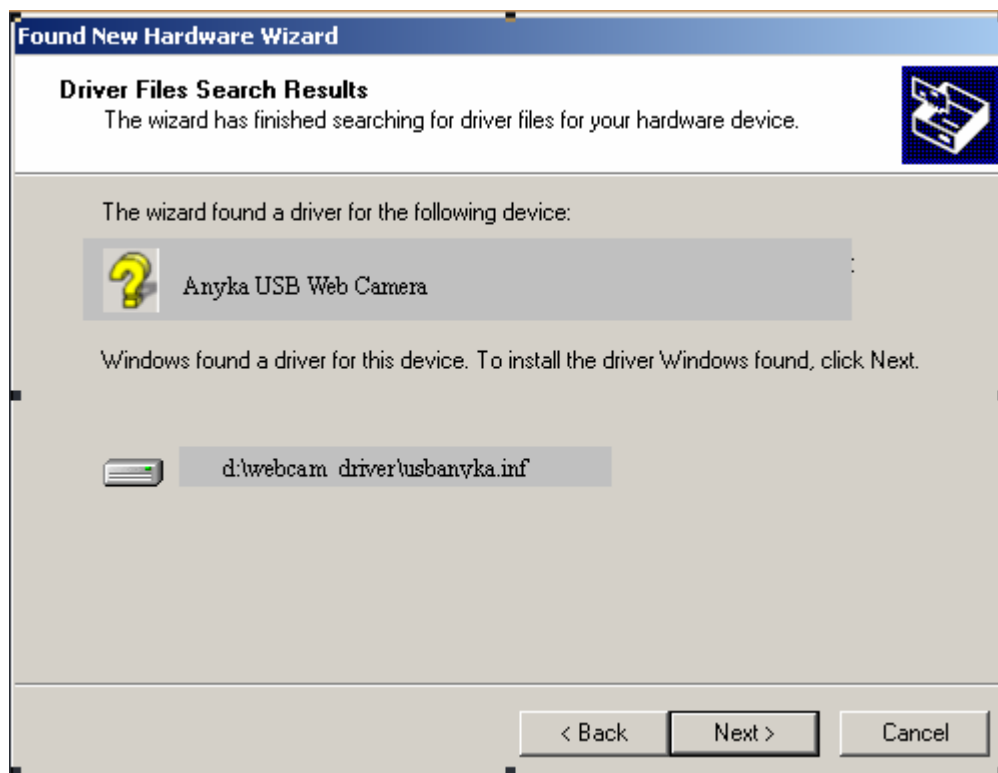 Found New Hardware Wizard
Driver Files Search Results
The wizard has finished searching for driver files for your hardware device.
The wizard found a driver for the following device:
Anyka USB Web Camera
Windows found a driver for this device. To install the driver Windows found, click Next.
d:\webcam driver\usbanyka.inf
< Back Next > Cancel